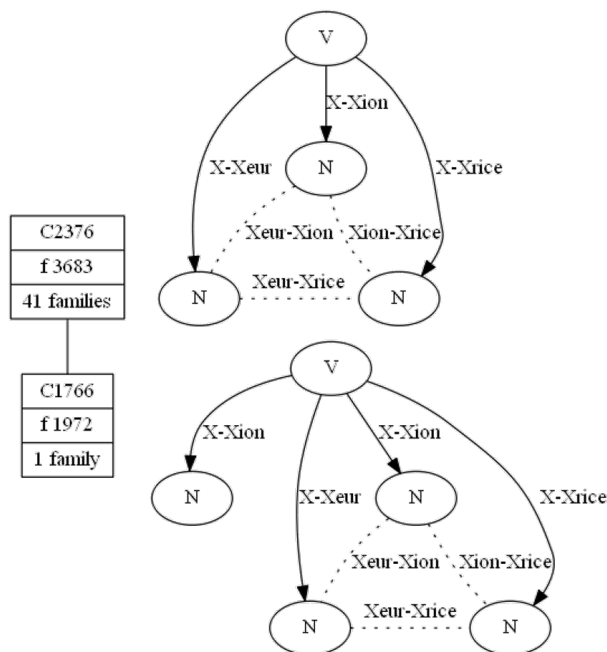 V
X-Xion
X-Xeur
N
X-Xrice
C2376
f 3683
41 families
Xeur-Xion
Xion-Xrice
N
Xeur-Xrice
N
C1766
f 1972
1 family
V
X-Xion
X-Xion
N
X-Xeur
N
X-Xrice
Xeur-Xion
Xion-Xrice
N
Xeur-Xrice
N